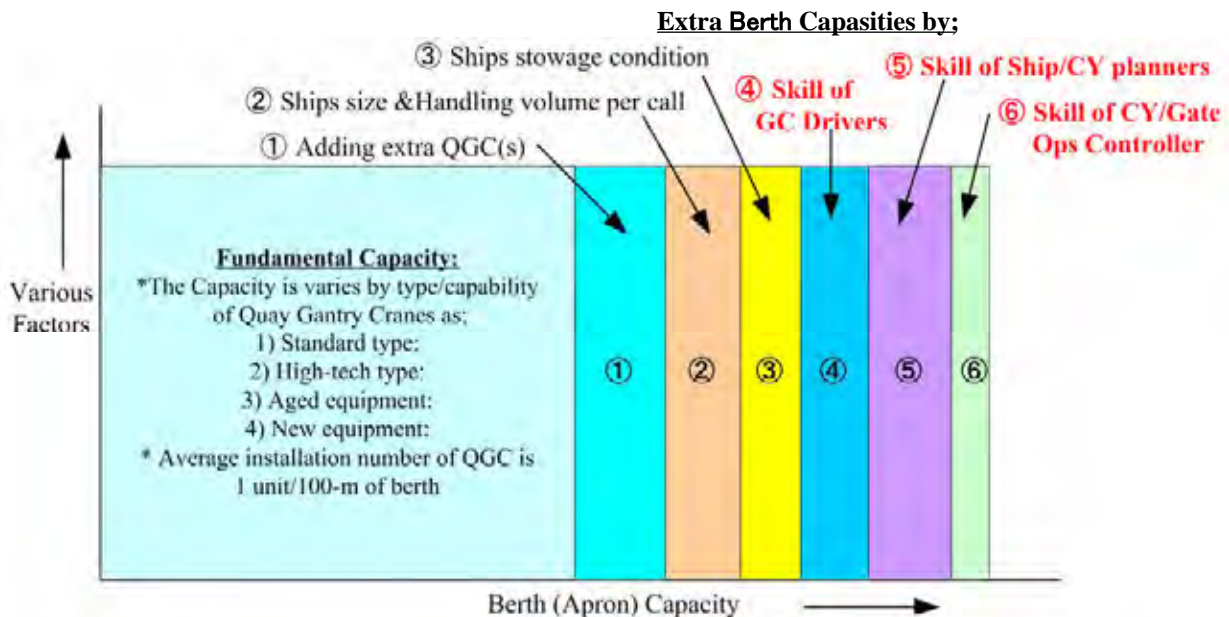 Extra Berth Capasities by;
③ Ships stowage condition
② Ships size &Handling volume per call
① Adding extra QGC(s)
④ Skill of
GC Drivers
⑤ Skill of Ship/CY planners
⑥ Skill of CY/Gate
Ops Controller
Various
Factors
Fundamental Capacity:
*The Capacity is varies by type/capability
of Quay Gantry Cranes as;
1) Standard type:
2) High-tech type:
3) Aged equipment:
4) New equipment:
* Average installation number of QGC is
1 unit/100-m of berth
①
②
③
④
⑤
⑥
Berth (Apron) Capacity